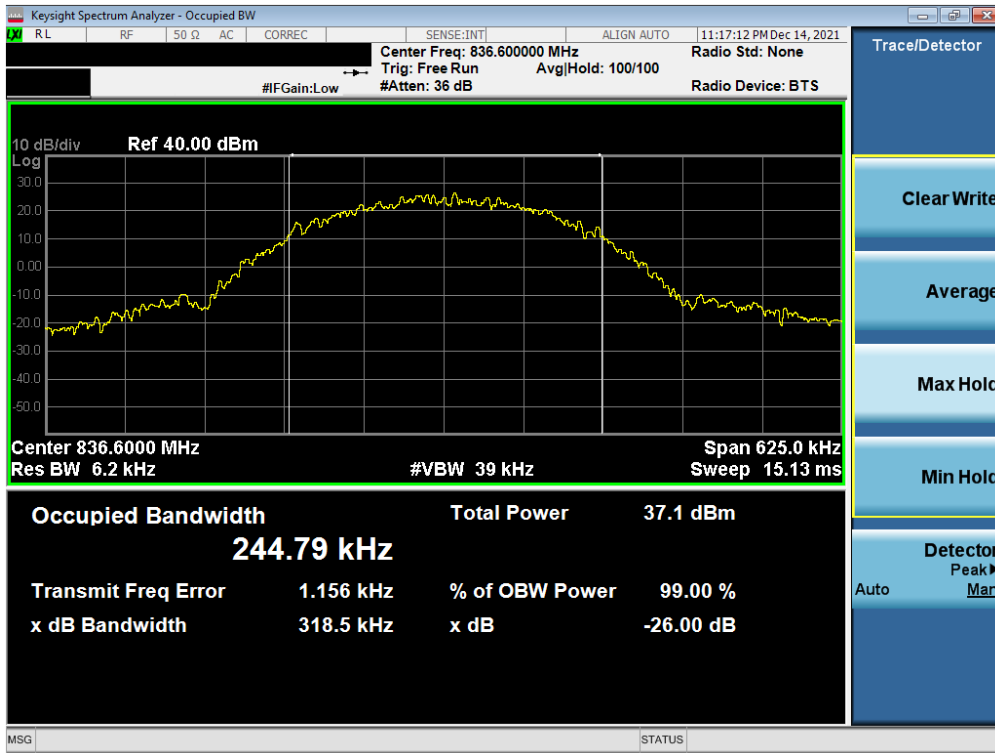 Keysight Spectrum Analyzer - Occupied BW
LXI RL RF 50 Ω AC CORREC SENSE:INT ALIGN AUTO 11:17:12 PM Dec 14, 2021
Center Freq: 836.600000 MHz Radio Std: None
Trig: Free Run Avg|Hold: 100/100
#IFGain:Low #Atten: 36 dB Radio Device: BTS
Trace/Detector
10 dB/div Ref 40.00 dBm
Log
30.0
20.0
10.0
0.00
-10.0
-20.0
-30.0
-40.0
-50.0
Center 836.6000 MHz Span 625.0 kHz
Res BW 6.2 kHz #VBW 39 kHz Sweep 15.13 ms
Occupied Bandwidth Total Power 37.1 dBm
244.79 kHz
Transmit Freq Error 1.156 kHz % of OBW Power 99.00 %
x dB Bandwidth 318.5 kHz x dB -26.00 dB
Clear Write
Average
Max Hold
Min Hold
Detector
Peak
Auto Man
MSG STATUS